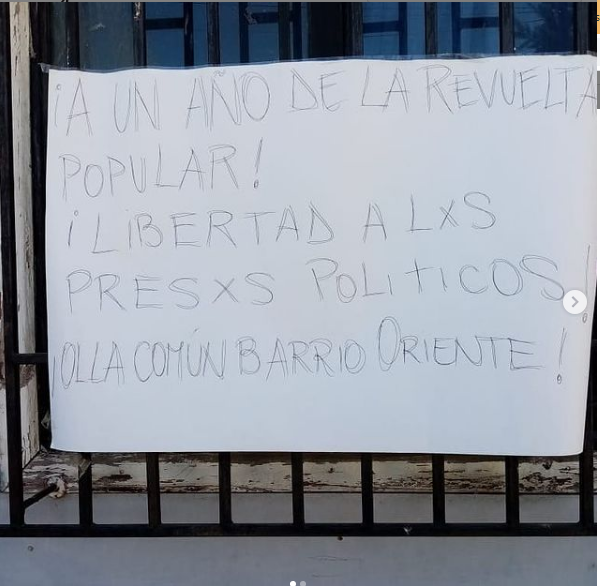 ¡A UN AÑO DE LA REVUELTA
POPULAR!
¡LIBERTAD A LXS
PRESXS POLITICOS!
¡OLLA COMÚN BARRIO ORIENTE!